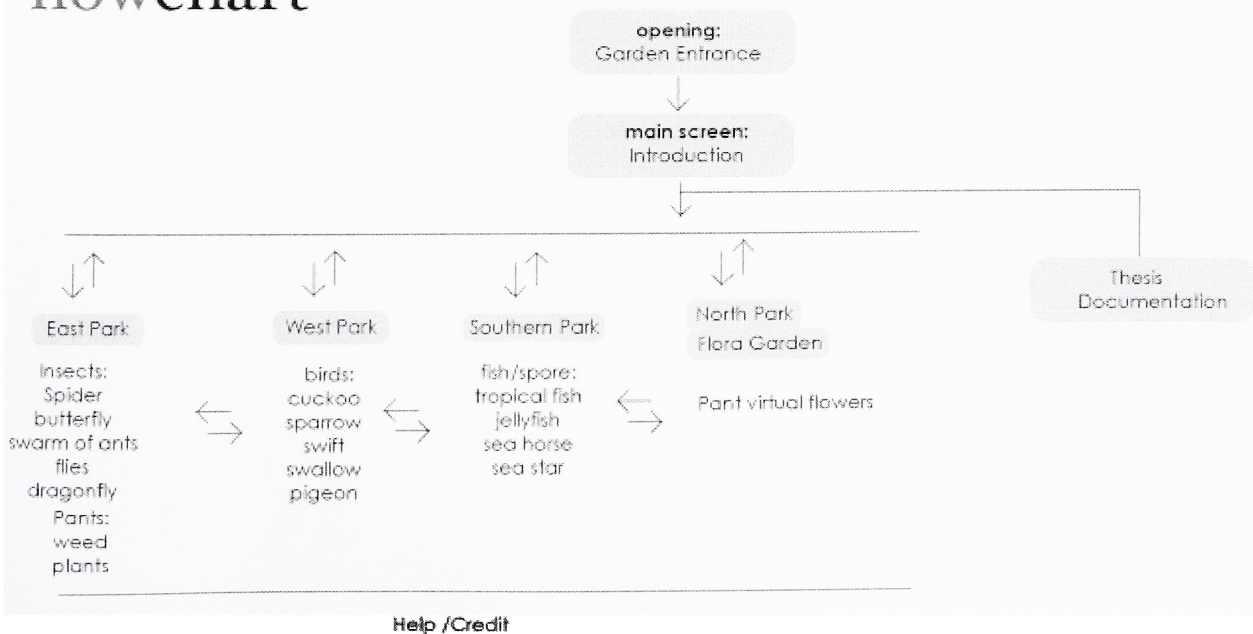 flowchart
opening:
Garden Entrance
main screen:
Introduction
Thesis
Documentation
East Park
Insects:
Spider
butterfly
swarm of ants
flies
dragonfly
Pants:
weed
plants
West Park
birds:
cuckoo
sparrow
swift
swallow
pigeon
Southern Park
fish/spore:
tropical fish
jellyfish
sea horse
sea star
North Park
Flora Garden
Pant virtual flowers
Help /Credit